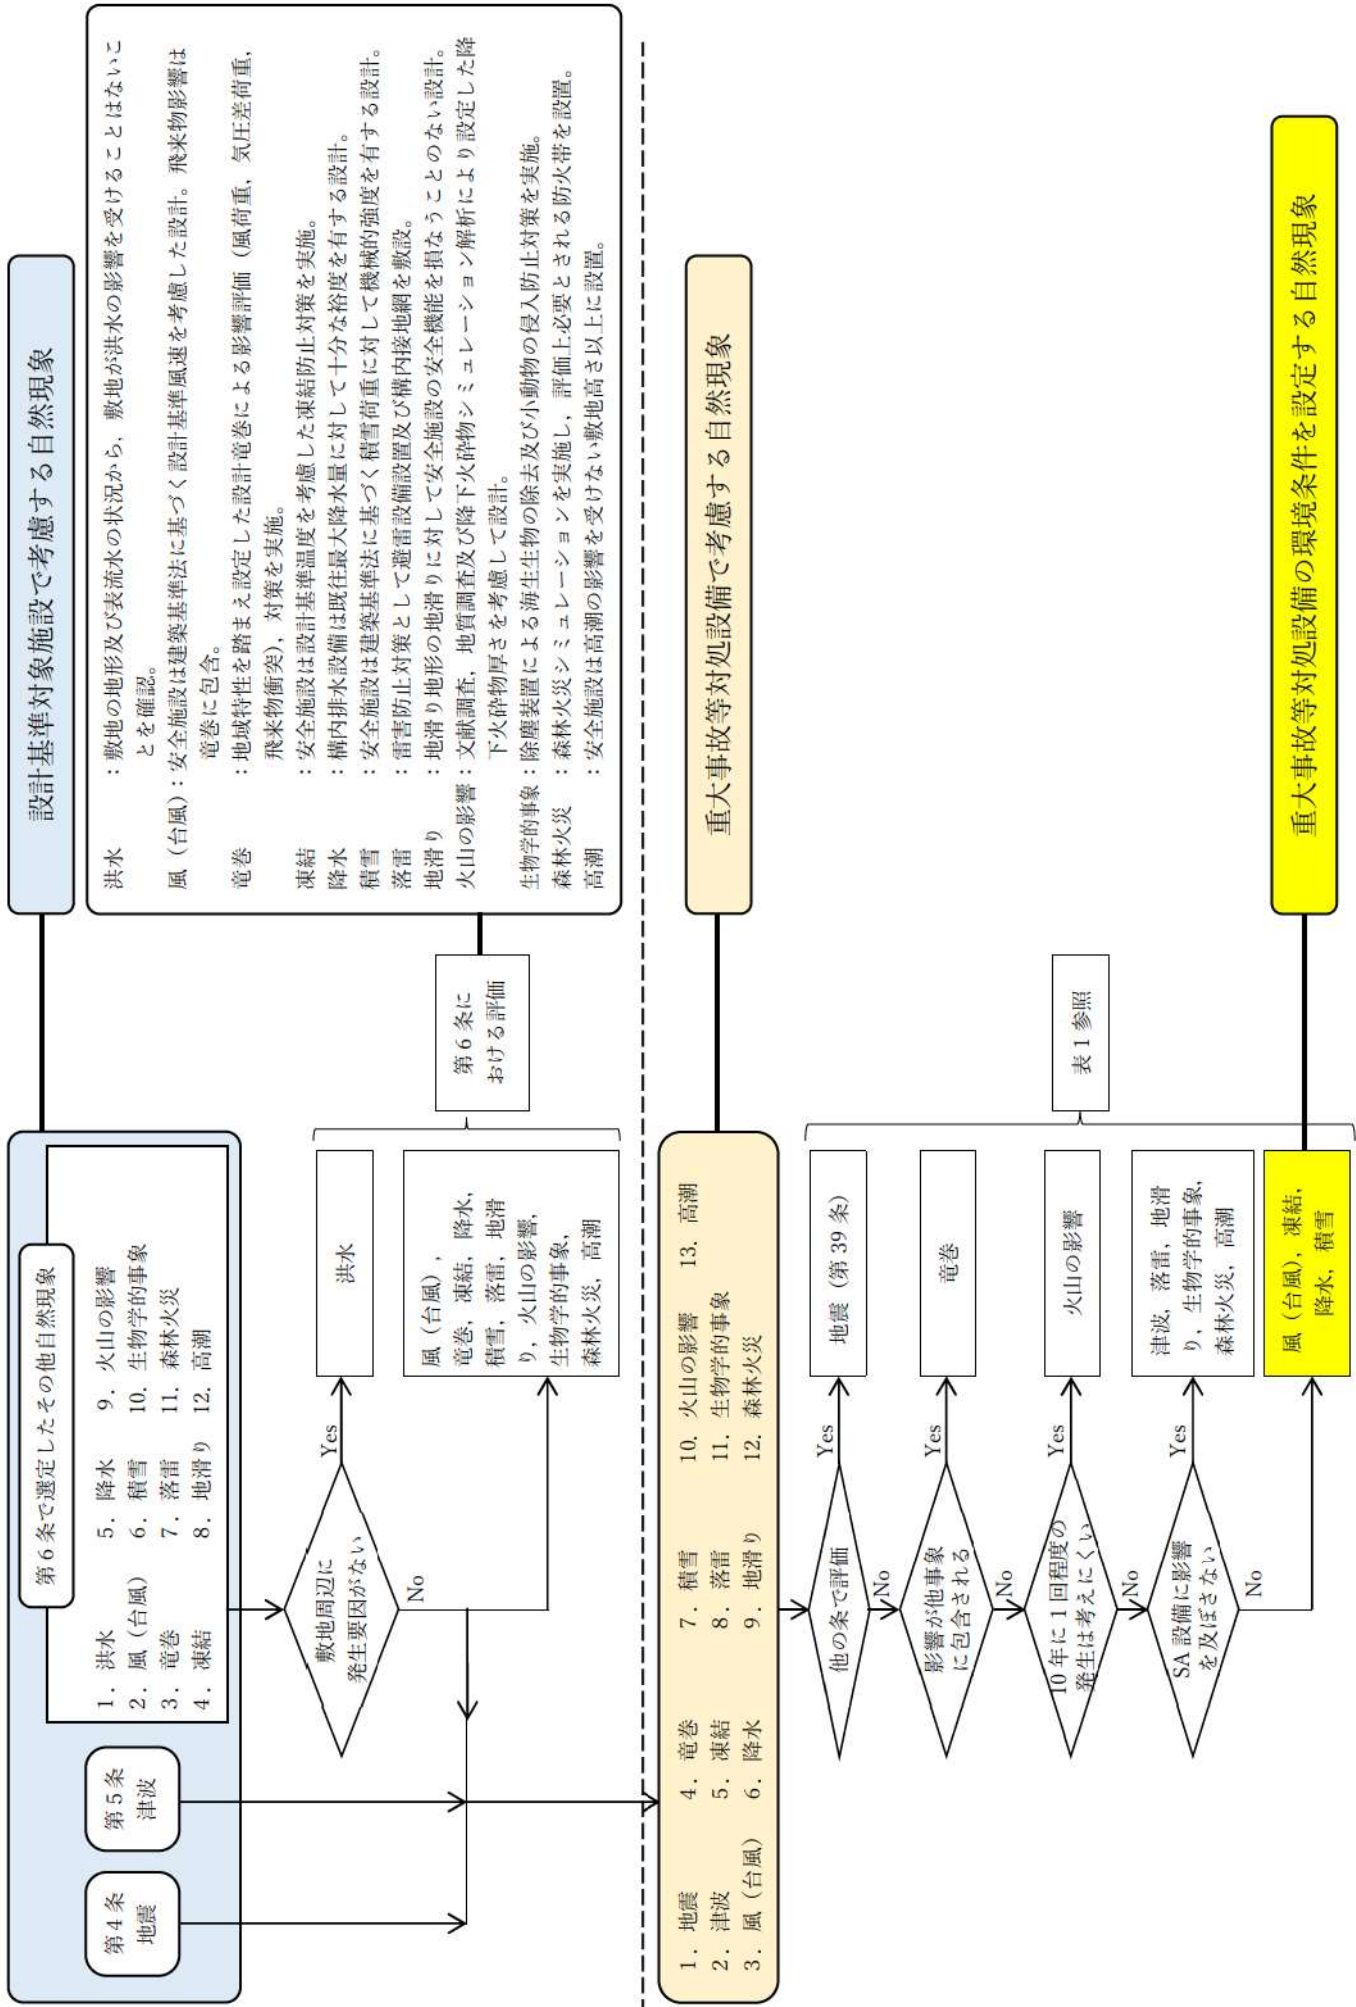 設計基準対象施設で考慮する自然現象
第6条で選定したその他自然現象
第4条
地震
第5条
津波
1. 洪水
2. 風（台風）
3. 竜巻
4. 凍結
5. 降水
6. 積雪
7. 落雷
8. 地滑り
9. 火山の影響
10. 生物学的事象
11. 森林火災
12. 高潮
敷地周辺に
発生要因がない
Yes
No
洪水
風（台風），
竜巻，凍結，降水，
積雪，落雷，地滑
り，火山の影響，
生物学的事象，
森林火災，高潮
第6条に
おける評価
洪水　　　：敷地の地形及び表流水の状況から，敷地が洪水の影響を受けることはないこ
とを確認。
風（台風）：安全施設は建築基準法に基づく設計基準風速を考慮した設計。飛来物影響は
竜巻に包含。
竜巻　　　：地域特性を踏まえ設定した設計竜巻による影響評価（風荷重，気圧差荷重，
飛来物衝突），対策を実施。
凍結　　　：安全施設は設計基準温度を考慮した凍結防止対策を実施。
降水　　　：構内排水設備は既往最大降水量に対して十分な裕度を有する設計。
積雪　　　：安全施設は建築基準法に基づく積雪荷重に対して機械的強度を有する設計。
落雷　　　：雷害防止対策として避雷設備設置及び構内接地網を敷設。
地滑り　　：地滑り地形の地滑りに対して安全施設の安全機能を損なうことのない設計。
火山の影響：文献調査，地質調査及び降下火砕物シミュレーション解析により設定した降
下火砕物厚さを考慮して設計。
生物学的事象：除塵装置による海生生物の除去及び小動物の侵入防止対策を実施。
森林火災　：森林火災シミュレーションを実施し，評価上必要とされる防火帯を設置。
高潮　　　：安全施設は高潮の影響を受けない敷地高さ以上に設置。
重大事故等対処設備で考慮する自然現象
1. 地震
2. 津波
3. 風（台風）
4. 竜巻
5. 凍結
6. 降水
7. 積雪
8. 落雷
9. 地滑り
10. 火山の影響
11. 生物学的事象
12. 森林火災
13. 高潮
他の条で評価
Yes
地震（第39条）
No
影響が他事象
に包含される
Yes
竜巻
No
10年に1回程度の
発生は考えにくい
Yes
火山の影響
No
SA設備に影響
を及ぼさない
Yes
津波，落雷，地滑
り，生物学的事象，
森林火災，高潮
No
風（台風），凍結，
降水，積雪
表1参照
重大事故等対処設備の環境条件を設定する自然現象